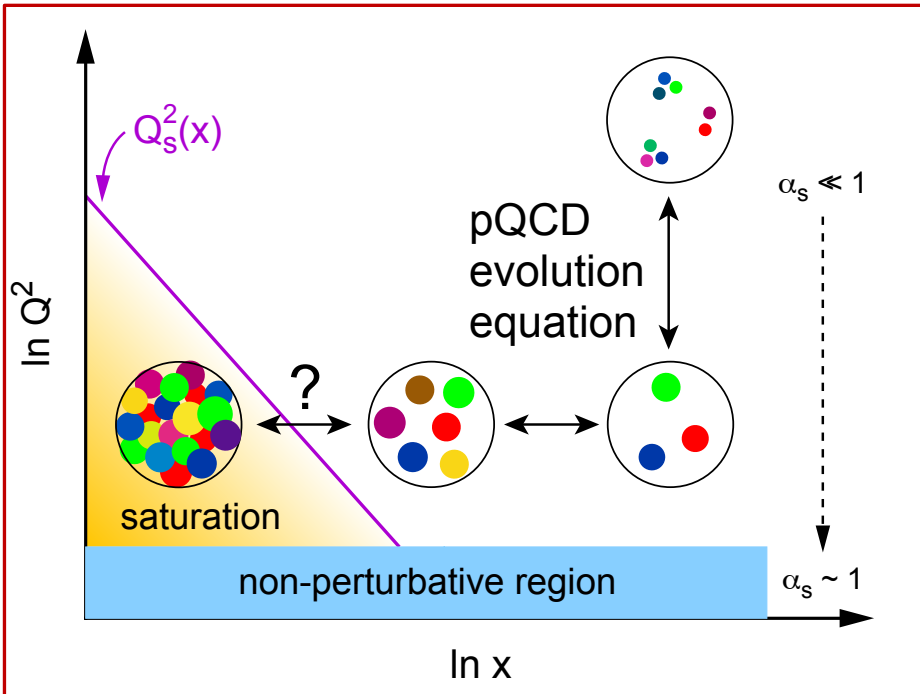 Q_s^2(x)
α_s ≪ 1
pQCD
evolution
equation
ln Q^2
?
saturation
non-perturbative region
α_s ~ 1
ln x